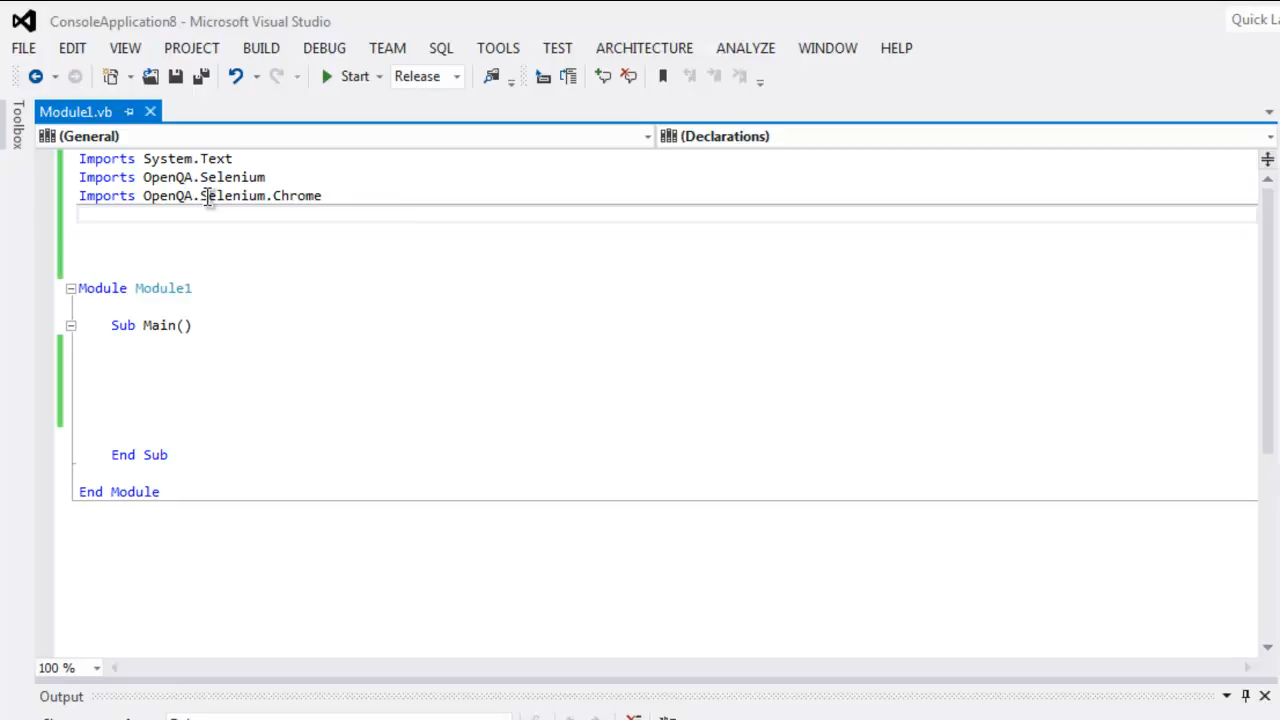 ConsoleApplication8 - Microsoft Visual Studio
Quick La
FILE EDIT VIEW PROJECT BUILD DEBUG TEAM SQL TOOLS TEST ARCHITECTURE ANALYZE WINDOW HELP
Start Release
Toolbox
Module1.vb
(General) (Declarations)
Imports System.Text
Imports OpenQA.Selenium
Imports OpenQA.Selenium.Chrome
Module Module1
Sub Main()
End Sub
End Module
100 %
Output